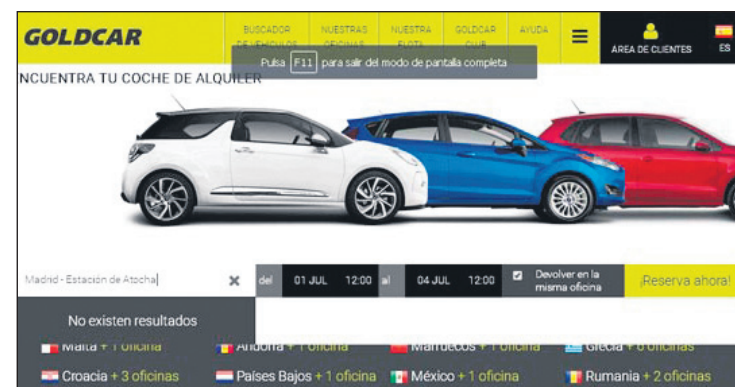 GOLDCAR
BUSCADOR DE VEHÍCULOS
NUESTRAS OFICINAS
NUESTRA FLOTA
GOLDCAR CLUB
AYUDA
AREA DE CLIENTES
ES
Pulsa F11 para salir del modo de pantalla completa
NCUENTRA TU COCHE DE ALQUILER
Madrid - Estación de Atocha
del 01 JUL 12:00 al 04 JUL 12:00
Devolver en la
misma oficina
¡Reserva ahora!
No existen resultados
Malta + 1 oficina Andorra + 1 oficina Marruecos + 1 oficina Grecia + 6 oficinas
Croacia + 3 oficinas Países Bajos + 1 oficina México + 1 oficina Rumania + 2 oficinas